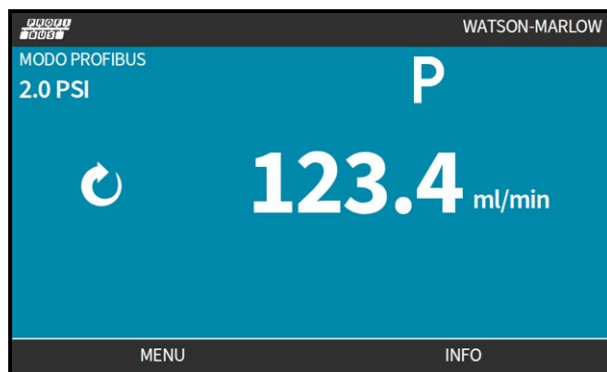 PROFI
BUS
WATSON-MARLOW
MODO PROFIBUS
2.0 PSI
P
123.4 ml/min
MENU
INFO